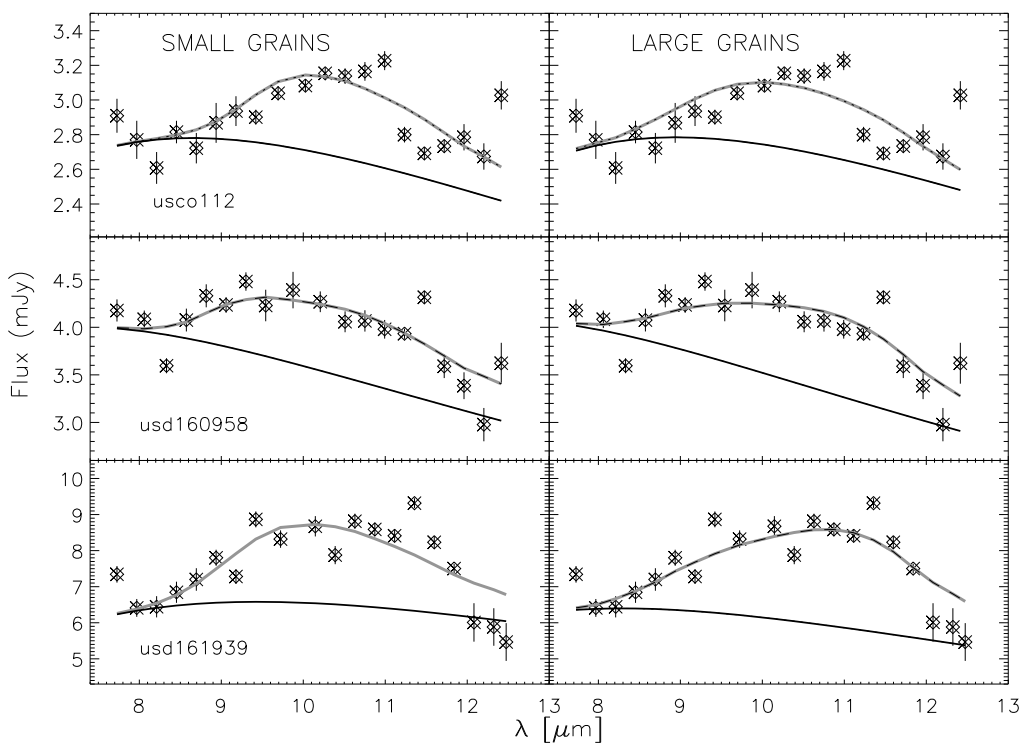 SMALL GRAINS LARGE GRAINS
3.4
3.2
3.0
2.8
2.6
2.4
usco112
4.5
4.0
3.5
3.0
usd160958
Flux (mJy)
10
9
8
7
6
5
usd161939
8 9 10 11 12 13 8 9 10 11 12 13
λ [μm]